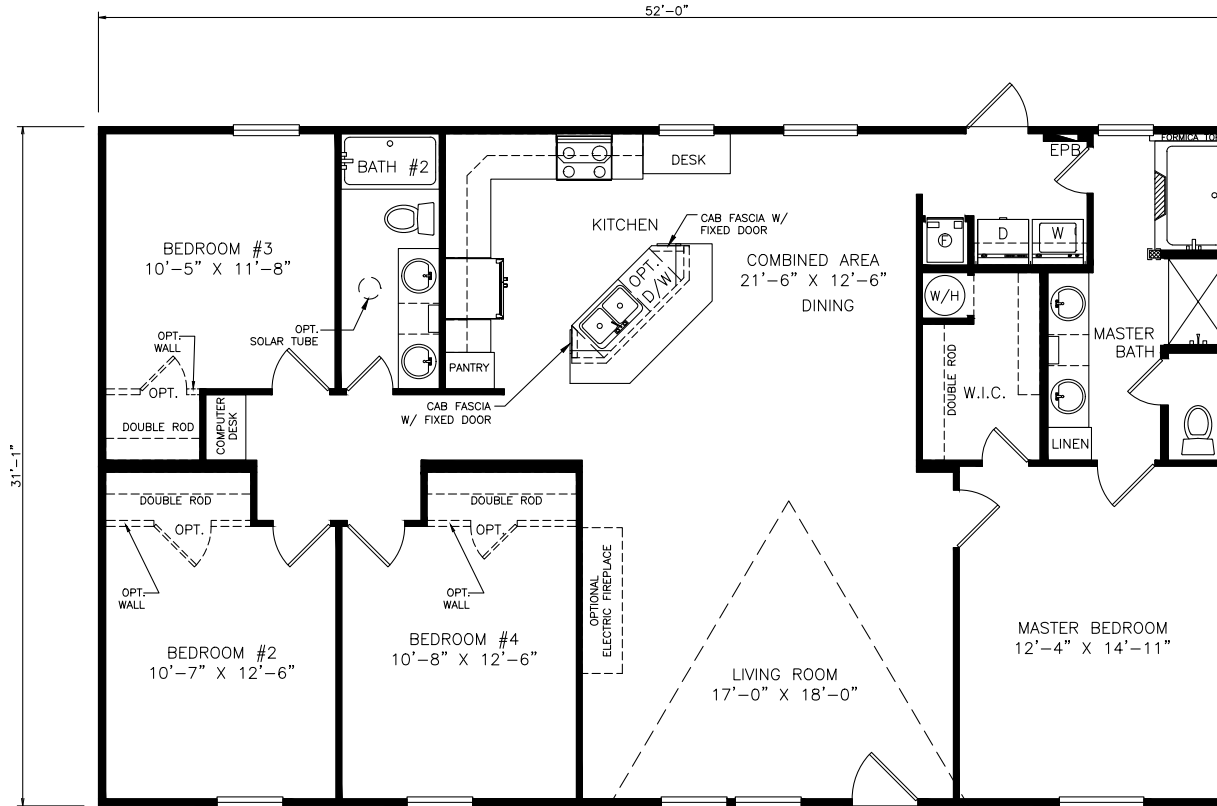 52'-0"
31'-1"
BEDROOM #3
10'-5" X 11'-8"
BATH #2
OPT.
SOLAR TUBE
OPT.
WALL
OPT.
DOUBLE ROD
COMPUTER
DESK
PANTRY
DESK
KITCHEN
CAB FASCIA W/
FIXED DOOR
OPT.
D/W
CAB FASCIA
W/ FIXED DOOR
COMBINED AREA
21'-6" X 12'-6"
DINING
EPB
F
D
W
W/H
DOUBLE ROD
W.I.C.
MASTER
BATH
LINEN
FORMICA TO
DOUBLE ROD
OPT.
OPT.
WALL
BEDROOM #2
10'-7" X 12'-6"
DOUBLE ROD
OPT.
OPT.
WALL
BEDROOM #4
10'-8" X 12'-6"
OPTIONAL
ELECTRIC FIREPLACE
LIVING ROOM
17'-0" X 18'-0"
MASTER BEDROOM
12'-4" X 14'-11"